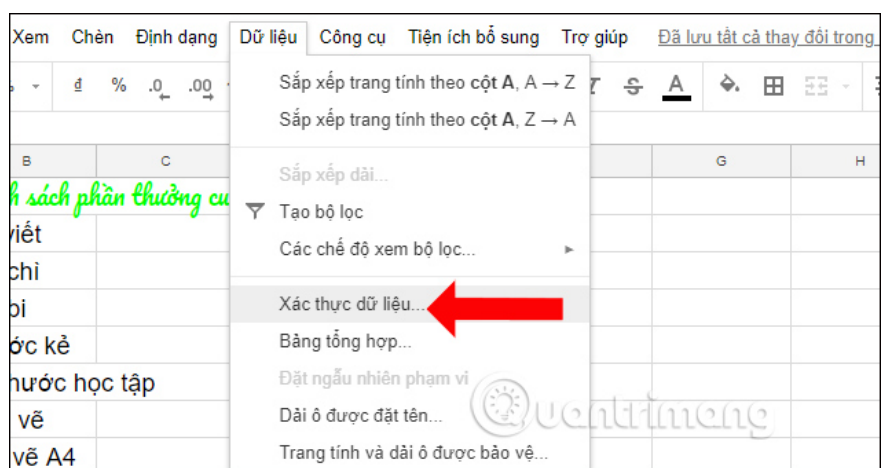 Xem Chèn Định dạng Dữ liệu Công cụ Tiện ích bổ sung Trợ giúp Đã lưu tất cả thay đổi trong
% .0 .00 A
Sắp xếp trang tính theo cột A, A → Z
Sắp xếp trang tính theo cột A, Z → A
B C G H
sách phần thưởng
Sắp xếp dải...
Tạo bộ lọc
viết
Các chế độ xem bộ lọc...
chì
Xác thực dữ liệu...
bi
Bảng tổng hợp...
kẻ
Đặt ngẫu nhiên phạm vi
học tập
Dải ô được đặt tên...
vẽ
Quantrimang
Trang tính và dải ô được bảo vệ...
vẽ A4